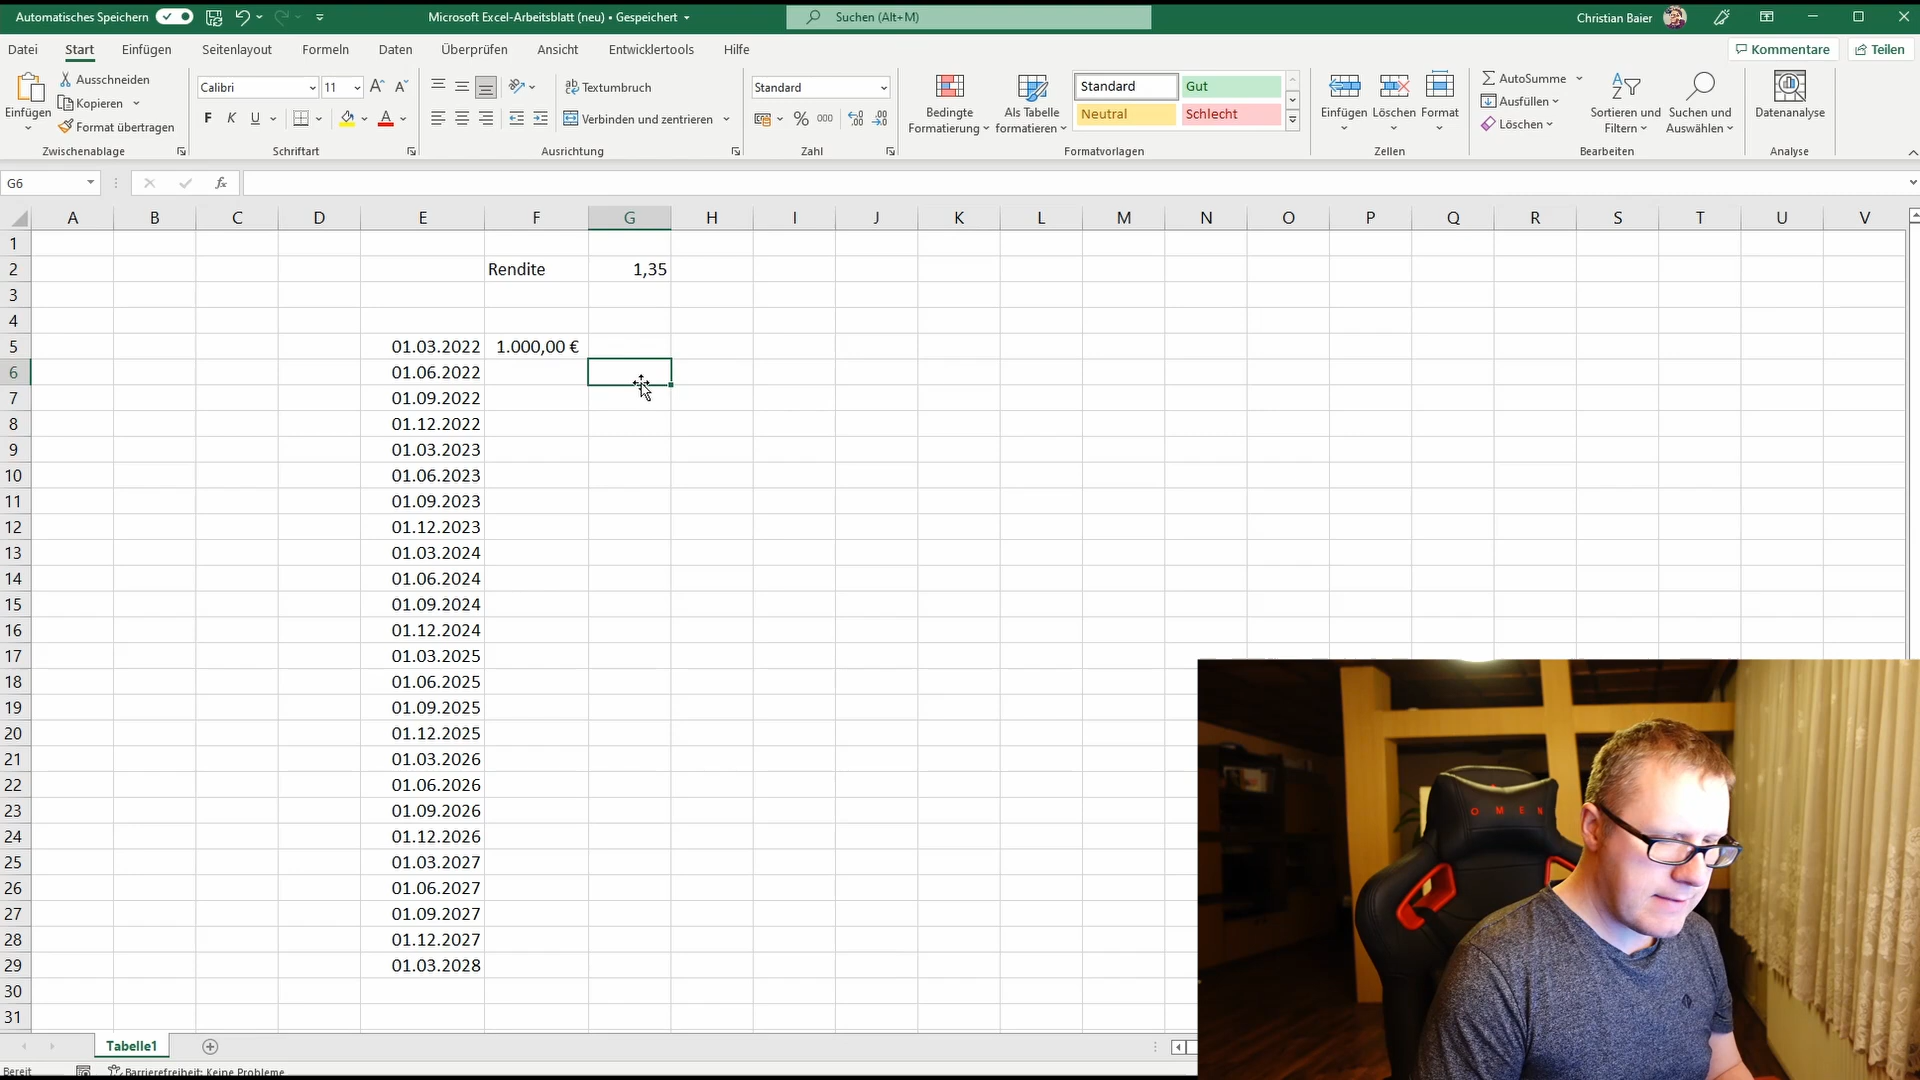 Automatisches Speichern
Microsoft Excel-Arbeitsblatt (neu) • Gespeichert
Suchen (Alt+M)
Christian Baier
Datei Start Einfügen Seitenlayout Formeln Daten Überprüfen Ansicht Entwicklertools Hilfe Kommentare Teilen
Einfügen
Ausschneiden
Kopieren
Format übertragen
Zwischenablage
Calibri 11
F K U
Schriftart
Textumbruch
Verbinden und zentrieren
Ausrichtung
Standard
% 000
Zahl
Bedingte Formatierung
Als Tabelle formatieren
Standard Gut
Neutral Schlecht
Formatvorlagen
Einfügen Löschen Format
Zellen
AutoSumme
Ausfüllen
Löschen
Sortieren und Filtern
Suchen und Auswählen
Bearbeiten
Datenanalyse
Analyse
G6 fx
A B C D E F G H I J K L M N O P Q R S T U V
1
2 Rendite 1,35
3
4
5 01.03.2022 1.000,00 €
6 01.06.2022
7 01.09.2022
8 01.12.2022
9 01.03.2023
10 01.06.2023
11 01.09.2023
12 01.12.2023
13 01.03.2024
14 01.06.2024
15 01.09.2024
16 01.12.2024
17 01.03.2025
18 01.06.2025
19 01.09.2025
20 01.12.2025
21 01.03.2026
22 01.06.2026
23 01.09.2026
24 01.12.2026
25 01.03.2027
26 01.06.2027
27 01.09.2027
28 01.12.2027
29 01.03.2028
30
31
OMEN
Tabelle1
Bereit Barrierefreiheit: Keine Probleme